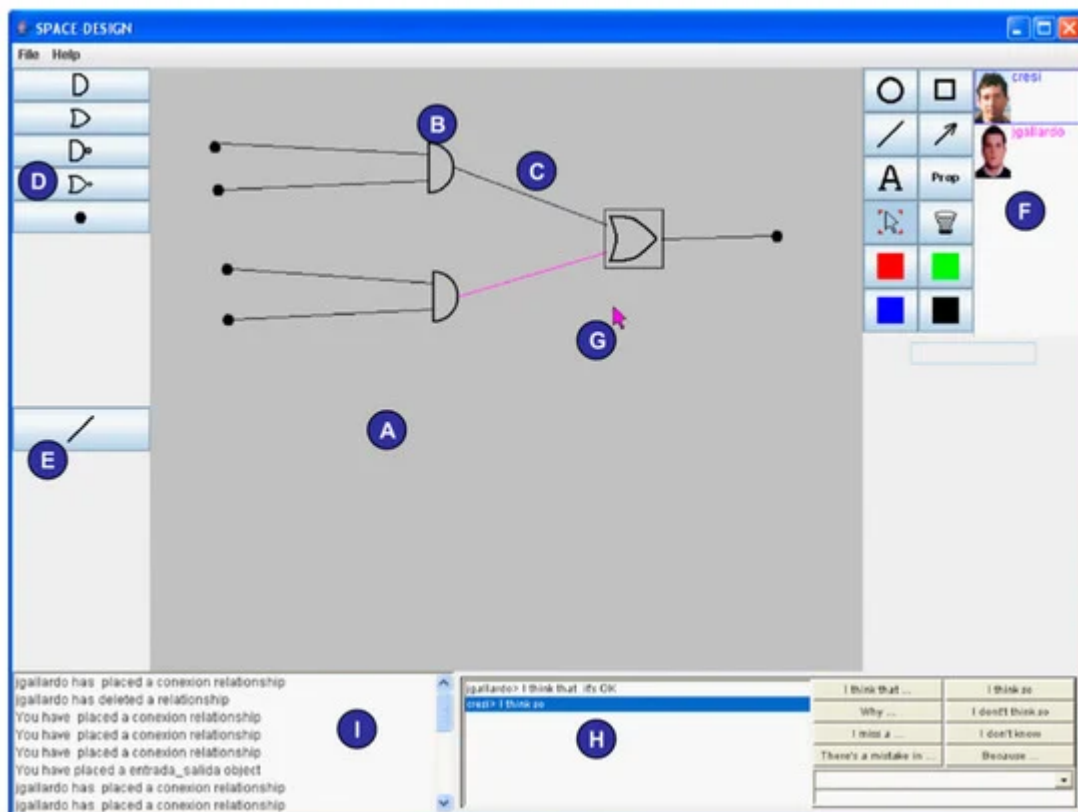 SPACE-DESIGN
File Help
B
C
D
A
Prop
cresi
jgallardo
F
G
A
E
jgallardo has placed a conexion relationship
jgallardo has deleted a relationship
You have placed a conexion relationship
You have placed a conexion relationship
You have placed a conexion relationship
You have placed a entrada_salida object
jgallardo has placed a conexion relationship
jgallardo has placed a conexion relationship
I
jgallardo> I think that it's OK
cresi> I think so
H
I think that ... I think so
Why ... I don't think so
I miss a ... I don't know
There's a mistake in ... Because ...